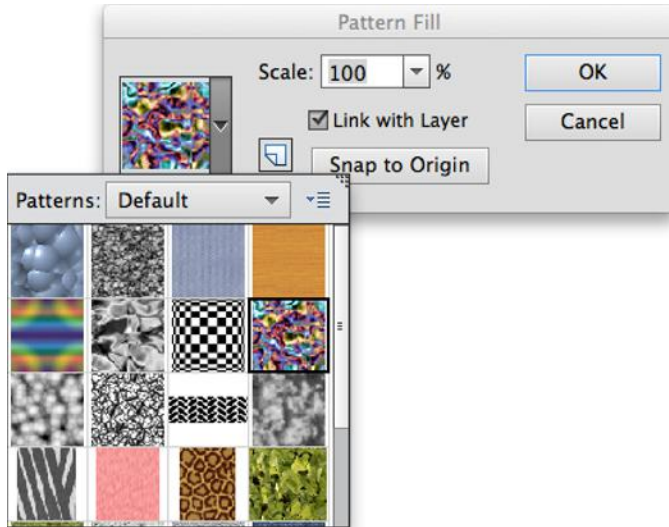 Pattern Fill
Scale: 100 %
OK
Link with Layer
Cancel
Snap to Origin
Patterns: Default